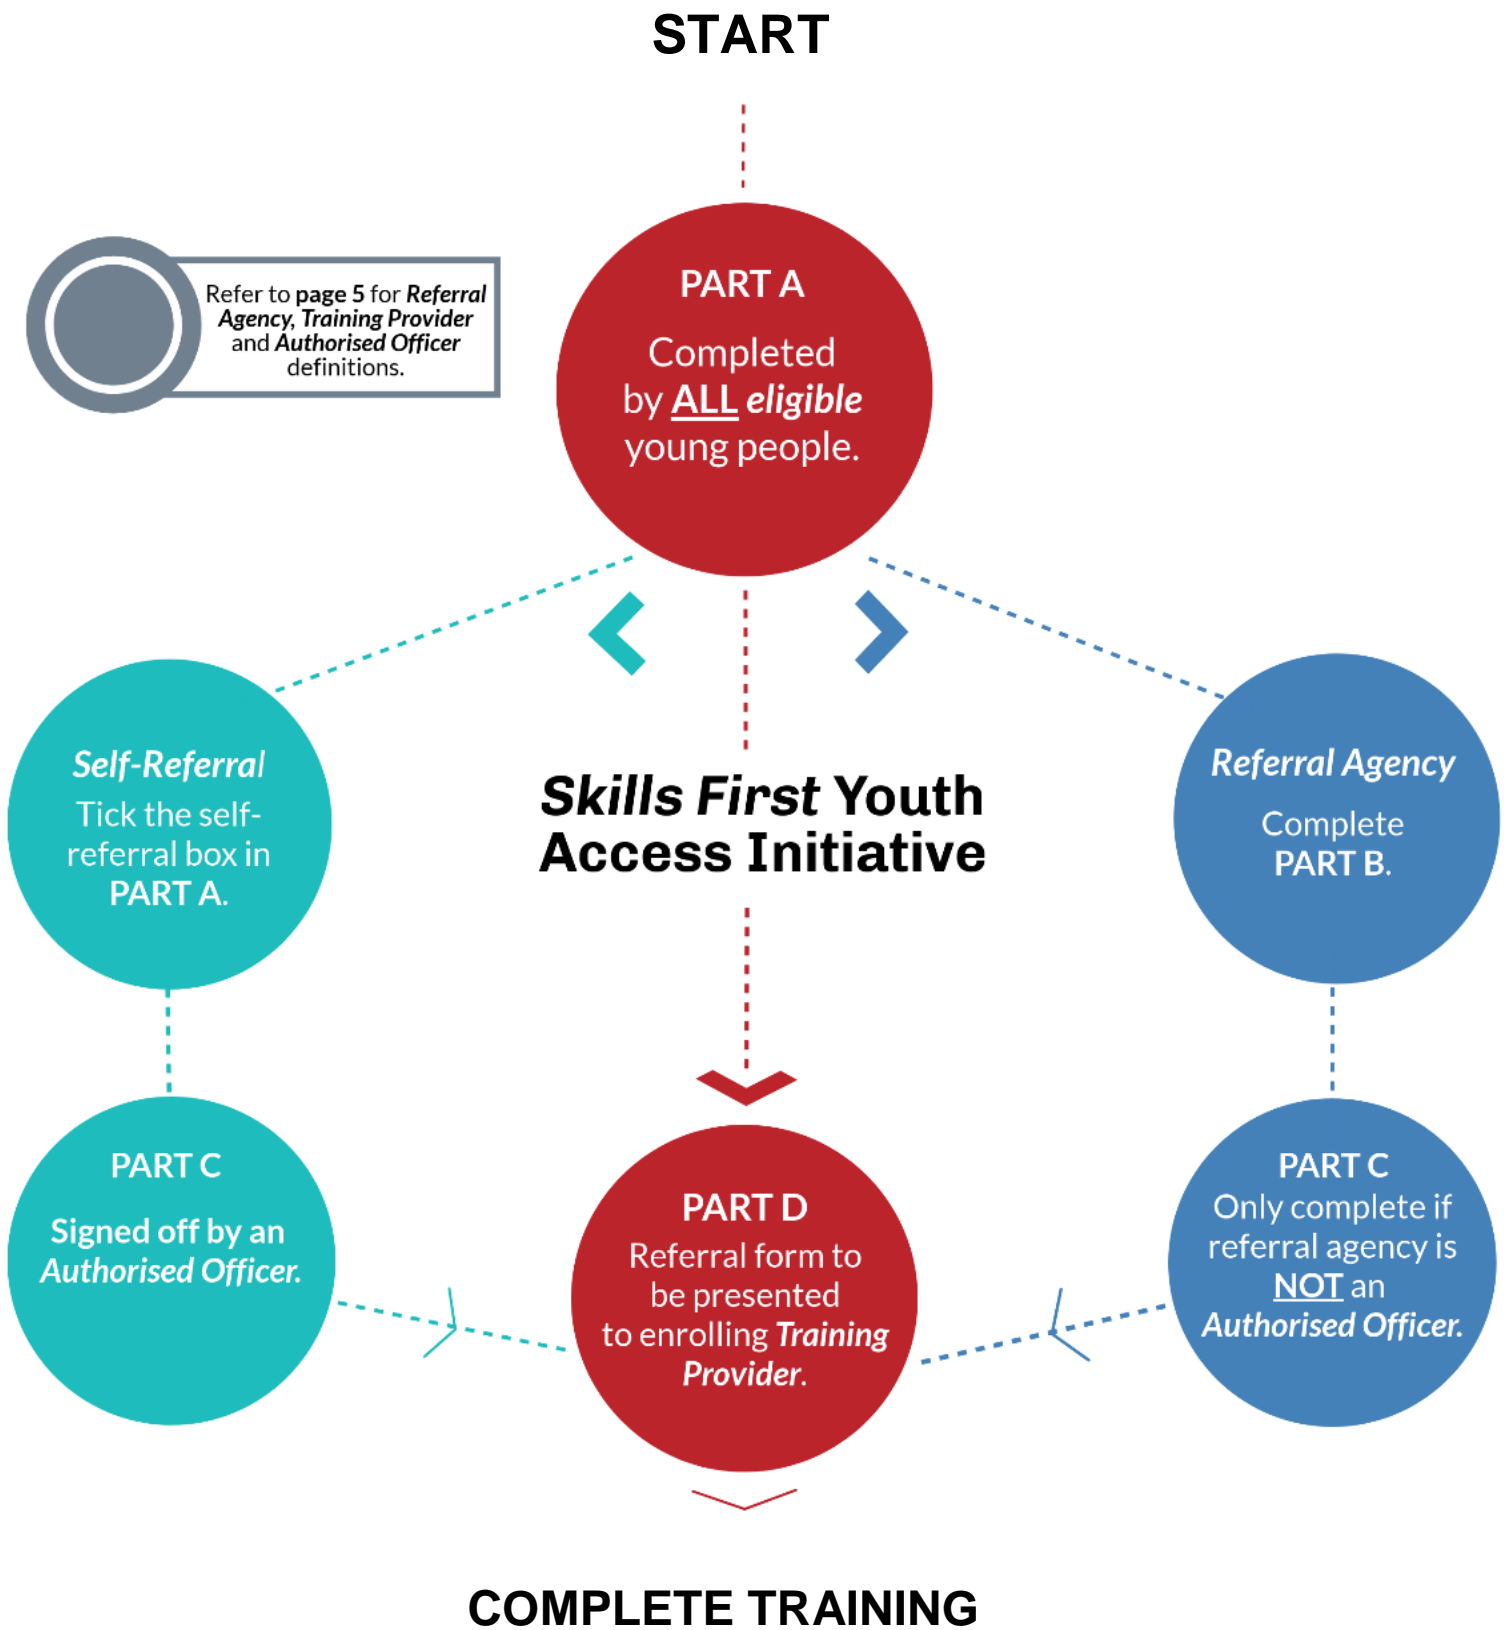 START
Refer to page 5 for Referral
Agency, Training Provider
and Authorised Officer
definitions.
PART A
Completed
by ALL eligible
young people.
Self-Referral
Tick the self-
referral box in
PART A.
Skills First Youth
Access Initiative
Referral Agency
Complete
PART B.
PART C
Signed off by an
Authorised Officer.
PART D
Referral form to
be presented
to enrolling Training
Provider.
PART C
Only complete if
referral agency is
NOT an
Authorised Officer.
COMPLETE TRAINING